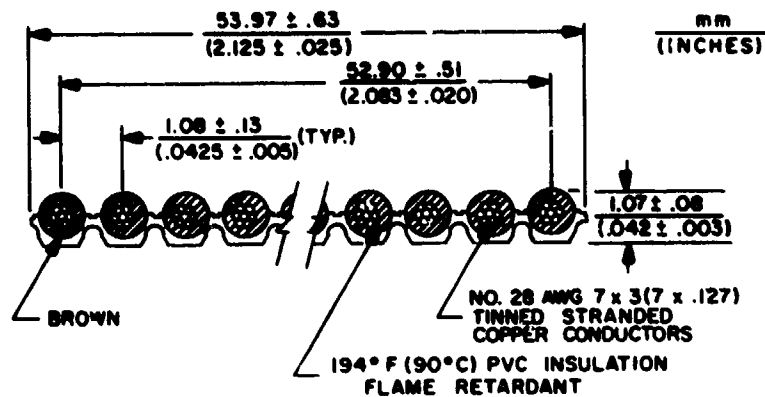 53.97 ± .63
(2.125 ± .025)
mm
(INCHES)
52.90 ± .51
(2.083 ± .020)
1.08 ± .13
(.0425 ± .005)
(TYP.)
1.07 ± .08
(.042 ± .003)
BROWN
NO. 28 AWG 7 x 3(7 x .127)
TINNED STRANDED
COPPER CONDUCTORS
194° F (90°C) PVC INSULATION
FLAME RETARDANT